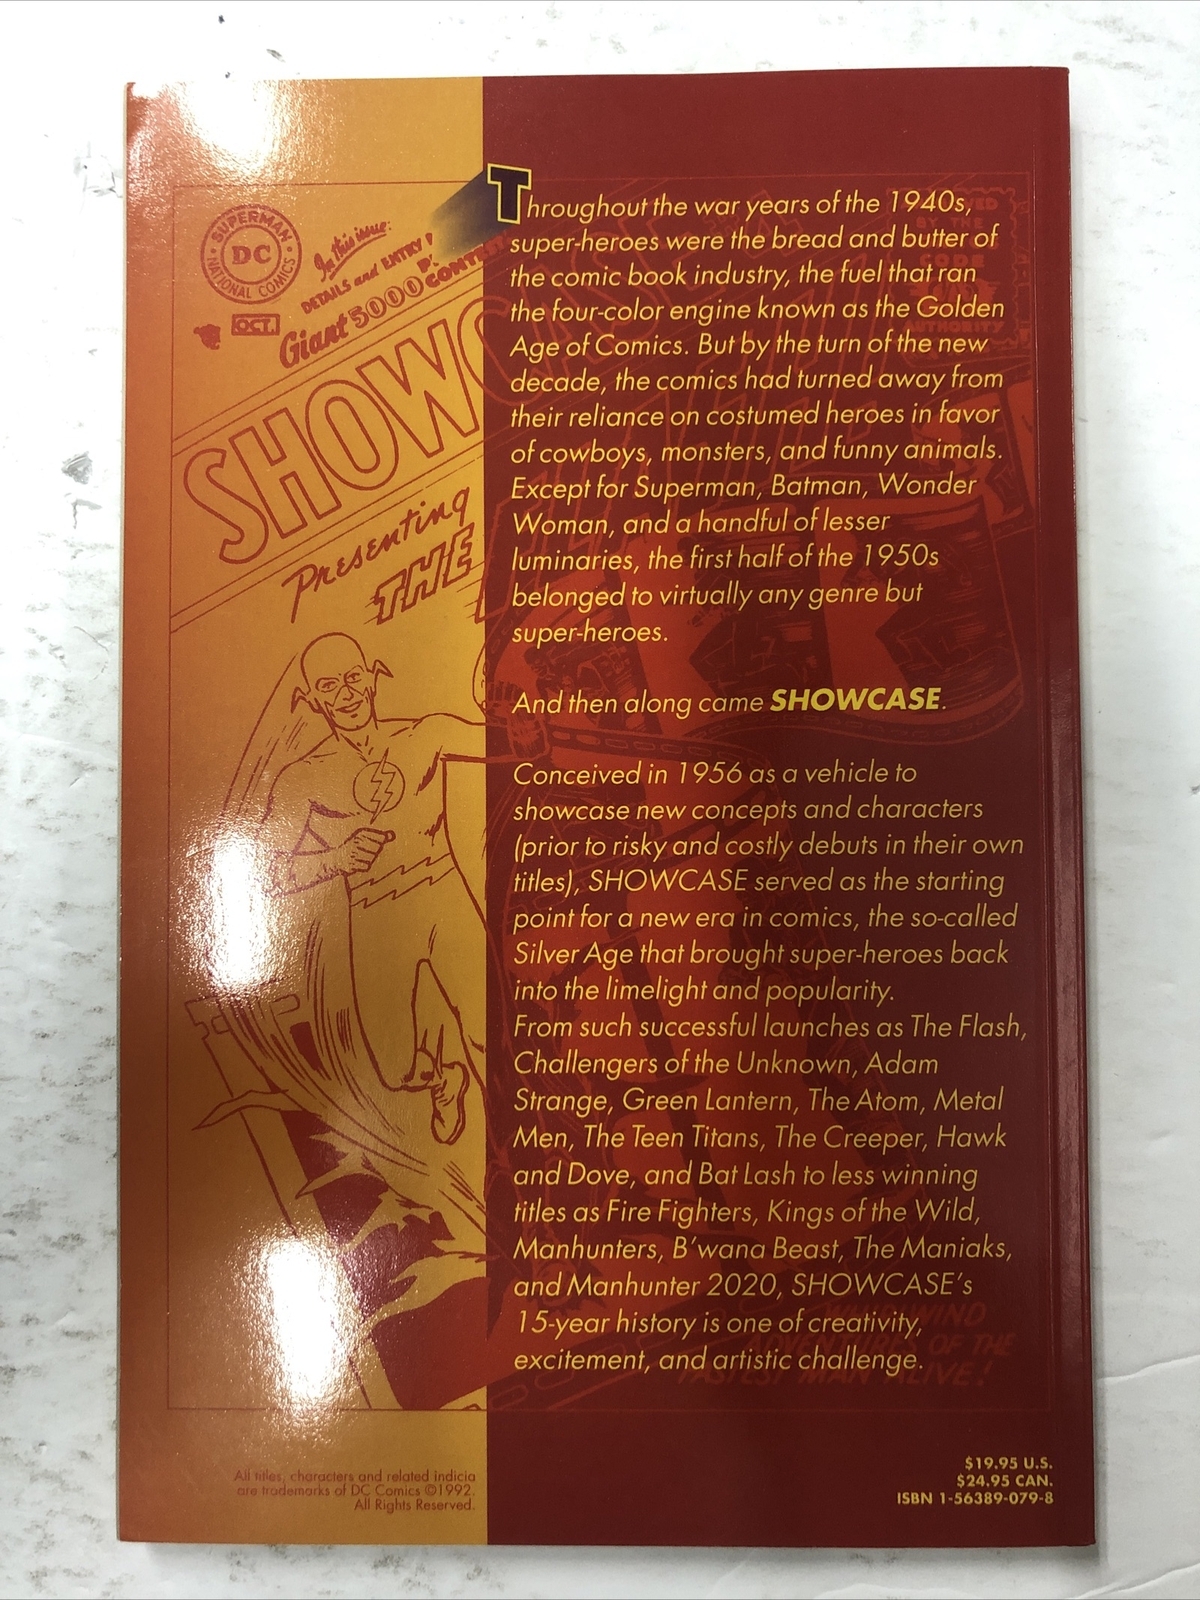 SUPERMAN
DC
NATIONAL COMICS
In this issue:
DETAILS and ENTRY
Giant 5000
OCT.
Presenting
THE
Throughout the war years of the 1940s,
super-heroes were the bread and butter of
the comic book industry, the fuel that ran
the four-color engine known as the Golden
Age of Comics. But by the turn of the new
decade, the comics had turned away from
their reliance on costumed heroes in favor
of cowboys, monsters, and funny animals.
Except for Superman, Batman, Wonder
Woman, and a handful of lesser
luminaries, the first half of the 1950s
belonged to virtually any genre but
super-heroes.
And then along came SHOWCASE.
Conceived in 1956 as a vehicle to
showcase new concepts and characters
(prior to risky and costly debuts in their own
titles), SHOWCASE served as the starting
point for a new era in comics, the so-called
Silver Age that brought super-heroes back
into the limelight and popularity.
From such successful launches as The Flash,
Challengers of the Unknown, Adam
Strange, Green Lantern, The Atom, Metal
Men, The Teen Titans, The Creeper, Hawk
and Dove, and Bat Lash to less winning
titles as Fire Fighters, Kings of the Wild,
Manhunters, B'wana Beast, The Maniaks,
and Manhunter 2020, SHOWCASE's
15-year history is one of creativity,
excitement, and artistic challenge.
All titles, characters and related indicia
are trademarks of DC Comics ©1992.
All Rights Reserved.
$19.95 U.S.
$24.95 CAN.
ISBN 1-56389-079-8